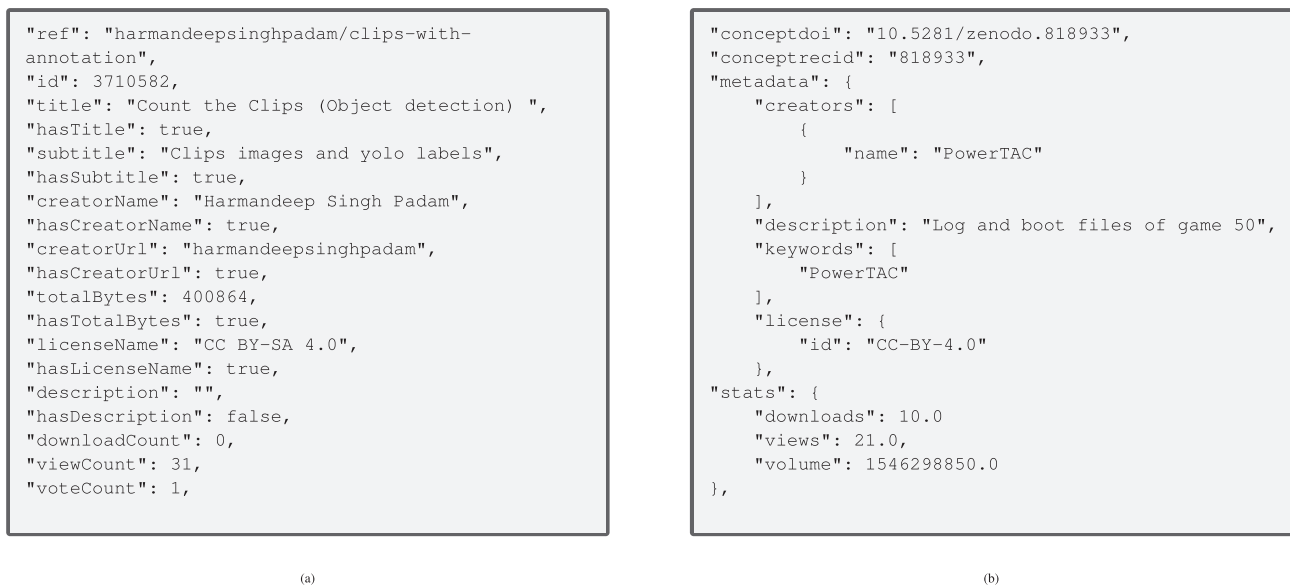 "ref": "harmandeepsinghpadam/clips-with-
annotation",
"id": 3710582,
"title": "Count the Clips (Object detection) ",
"hasTitle": true,
"subtitle": "Clips images and yolo labels",
"hasSubtitle": true,
"creatorName": "Harmandeep Singh Padam",
"hasCreatorName": true,
"creatorUrl": "harmandeepsinghpadam",
"hasCreatorUrl": true,
"totalBytes": 400864,
"hasTotalBytes": true,
"licenseName": "CC BY-SA 4.0",
"hasLicenseName": true,
"description": "",
"hasDescription": false,
"downloadCount": 0,
"viewCount": 31,
"voteCount": 1,
(a)
"conceptdoi": "10.5281/zenodo.818933",
"conceptrecid": "818933",
"metadata": {
    "creators": [
        {
            "name": "PowerTAC"
        }
    ],
    "description": "Log and boot files of game 50",
    "keywords": [
        "PowerTAC"
    ],
    "license": {
        "id": "CC-BY-4.0"
    },
"stats": {
    "downloads": 10.0
    "views": 21.0,
    "volume": 1546298850.0
},
(b)